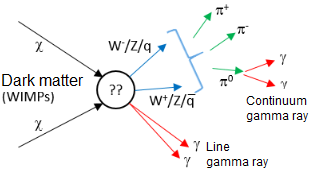 χ
Dark matter
(WIMPs)
χ
??
W⁻/Z/q
W⁺/Z/q̅
π⁺
π⁻
π⁰
γ
γ
Continuum
gamma ray
γ
γ
Line
gamma ray